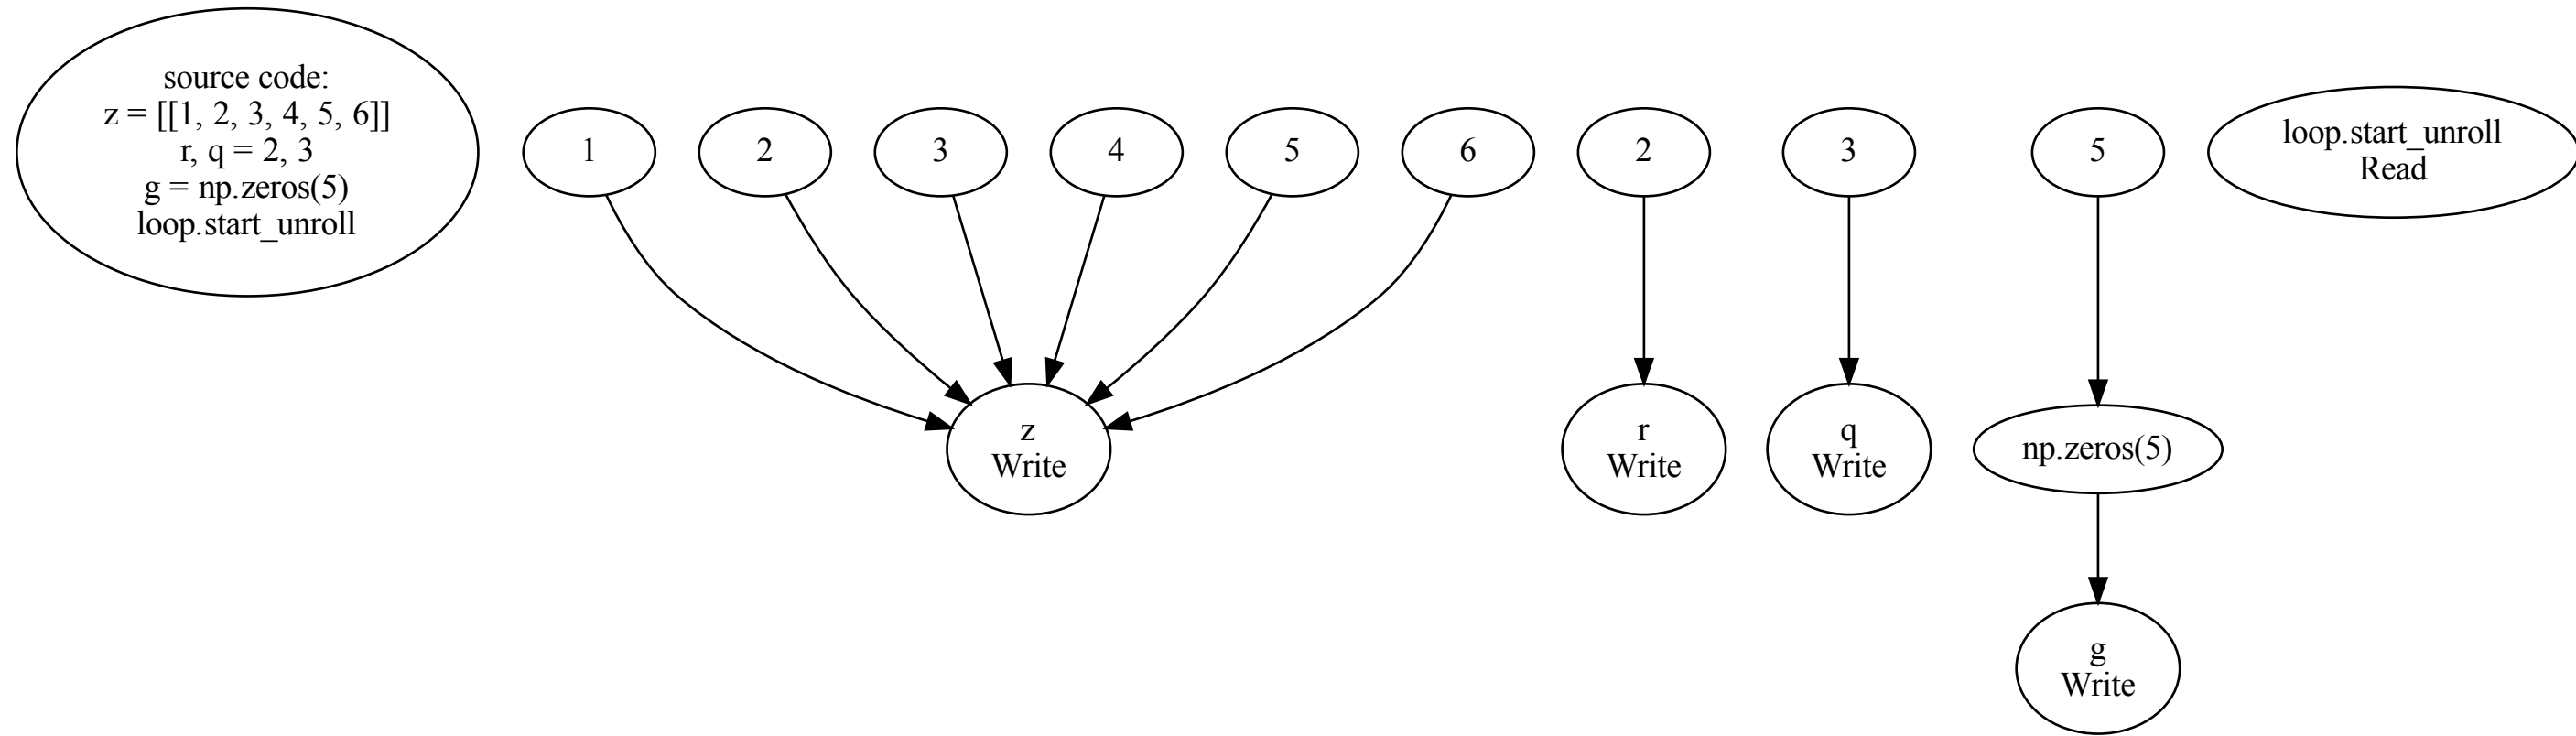 source code:
z = [[1, 2, 3, 4, 5, 6]]
r, q = 2, 3
g = np.zeros(5)
loop.start_unroll
1
2
3
4
5
6
2
3
5
loop.start_unroll
Read
z
Write
r
Write
q
Write
np.zeros(5)
g
Write